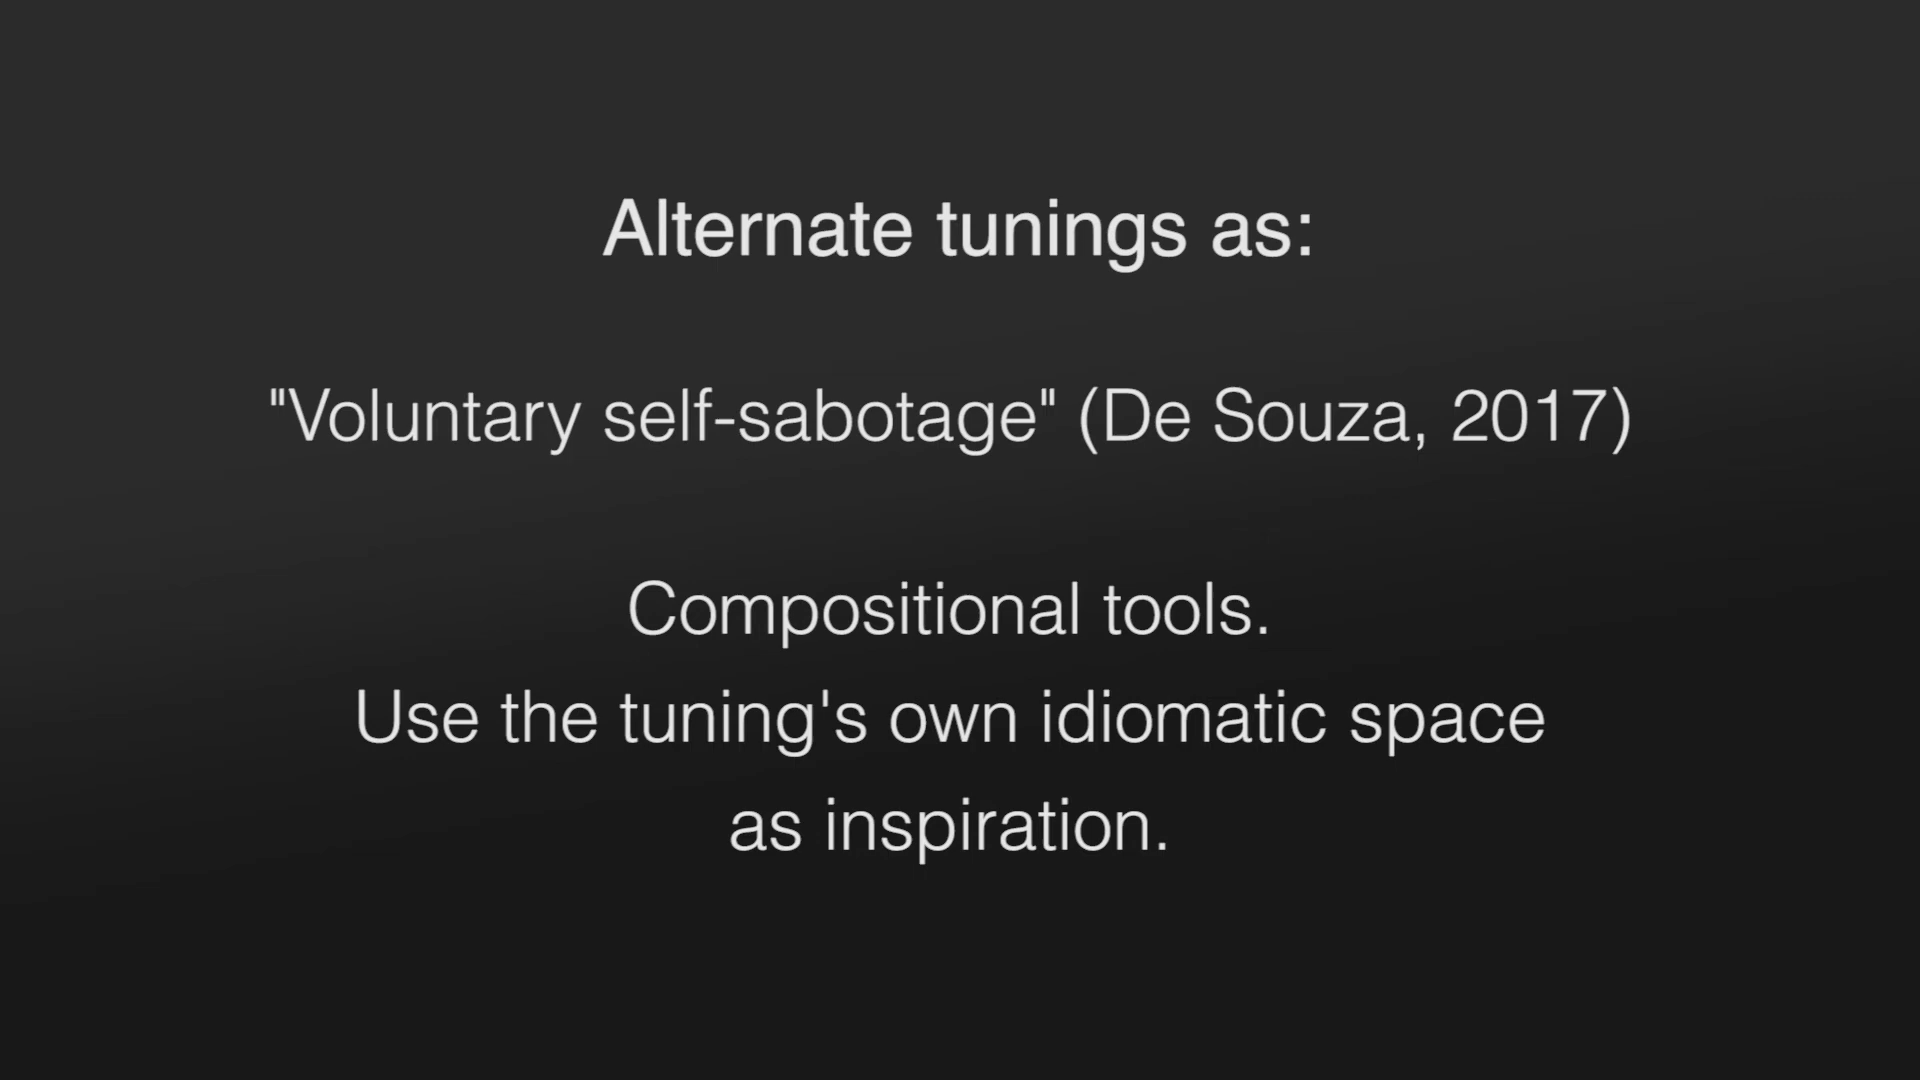 Alternate tunings as:
"Voluntary self-sabotage" (De Souza, 2017)
Compositional tools.
Use the tuning's own idiomatic space
as inspiration.